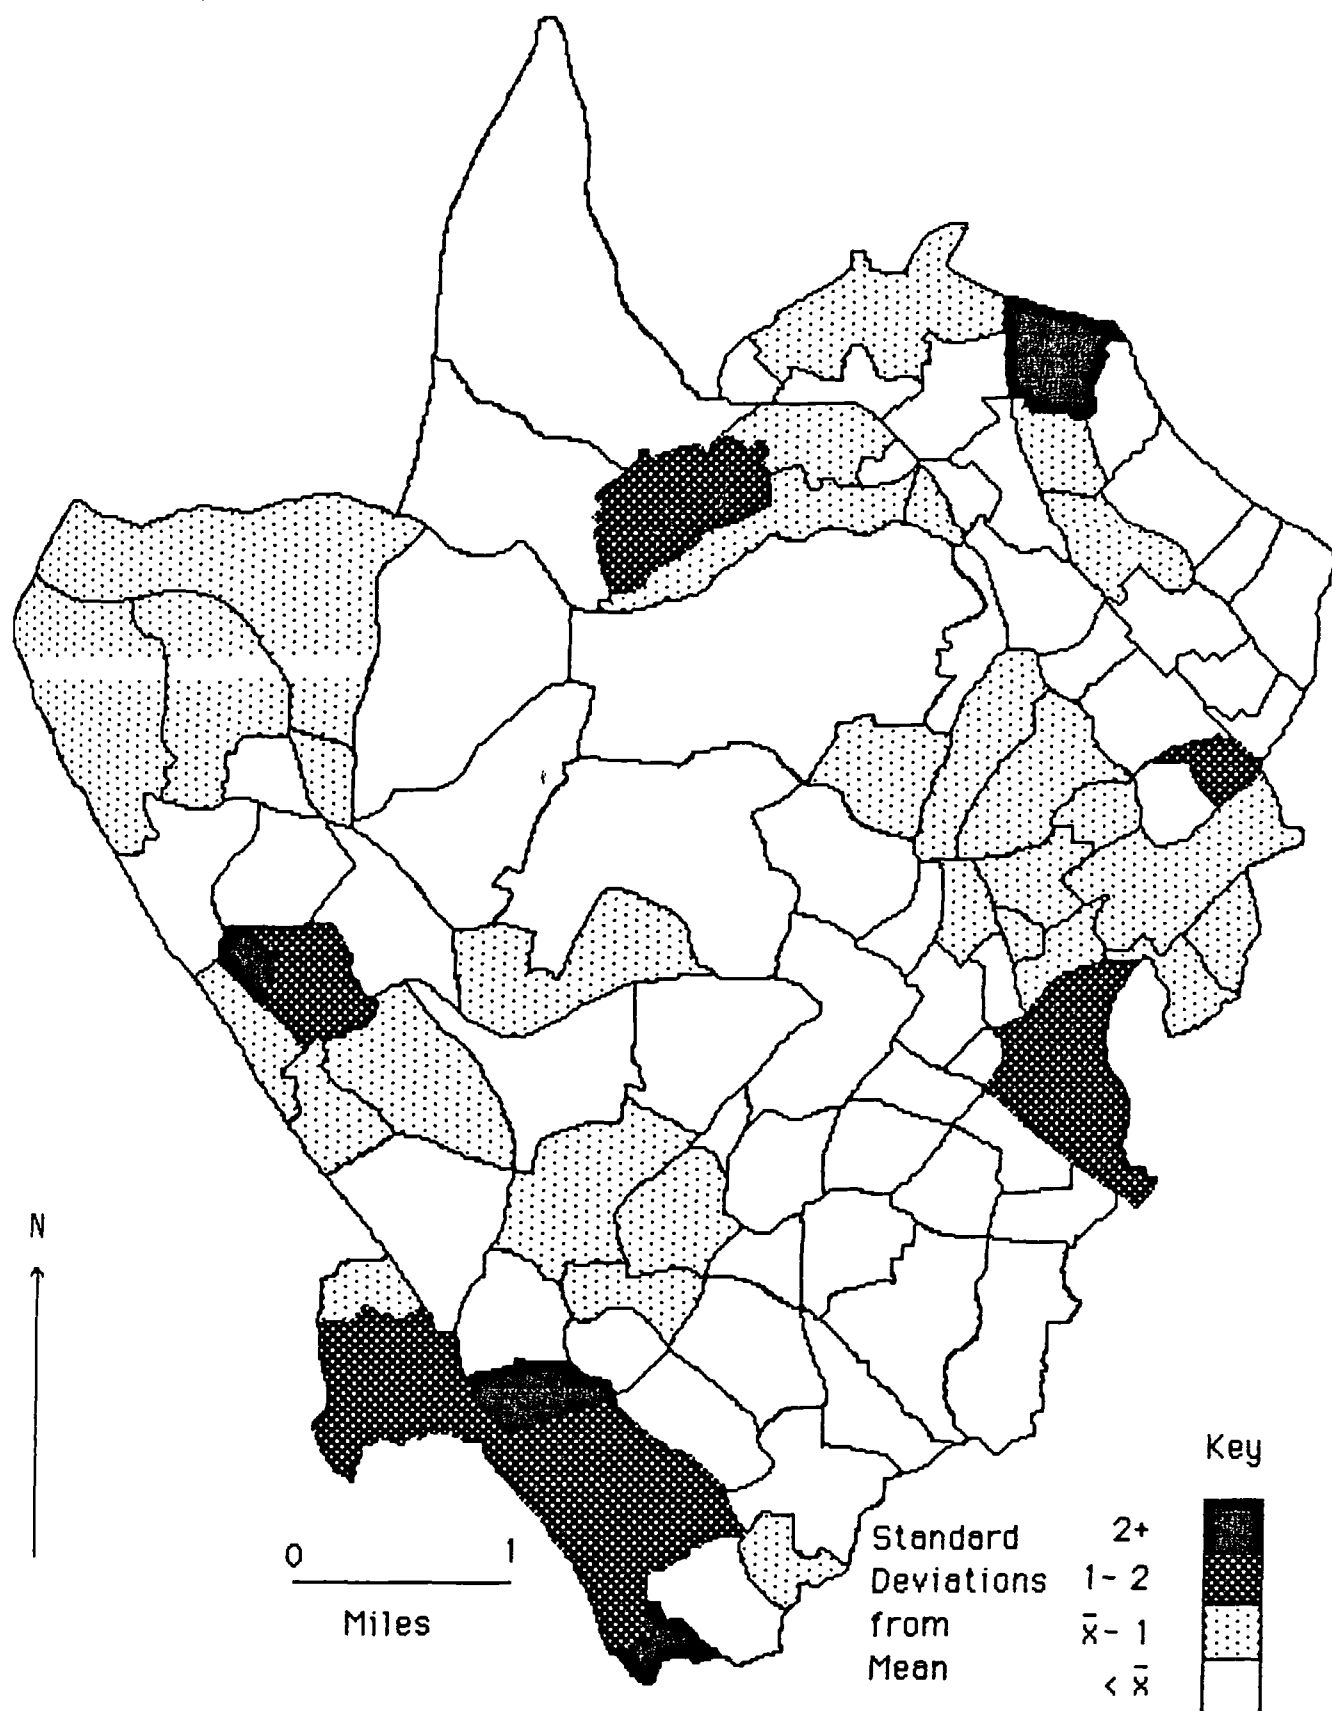 N
0 1
Miles
Key
Standard 2+
Deviations 1-2
from x̄-1
Mean < x̄